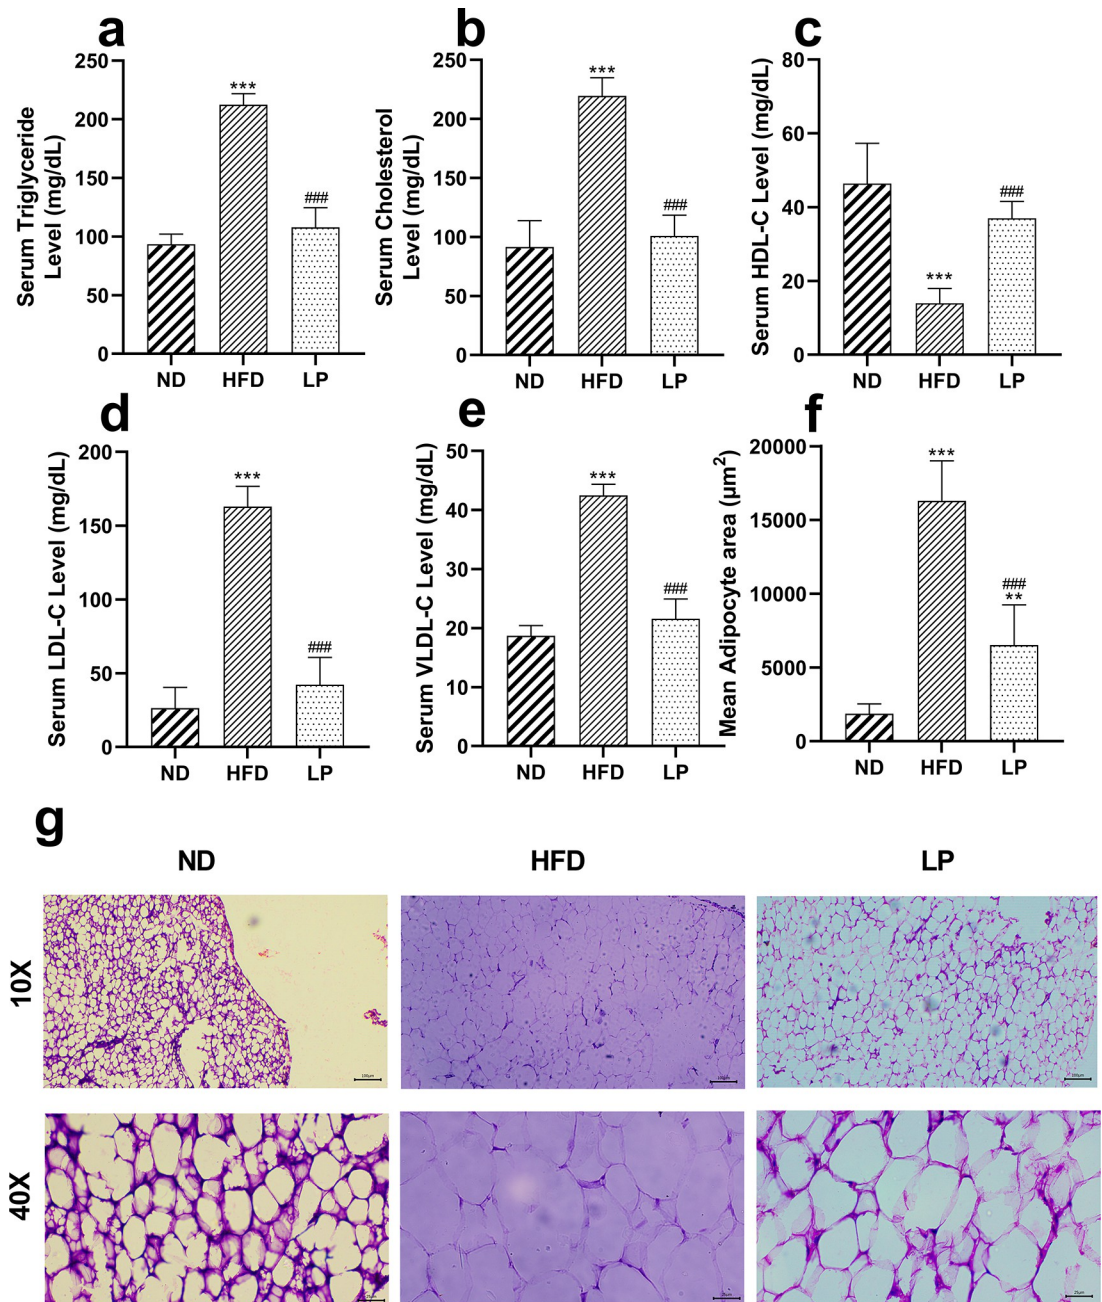 a
250
200
150
100
50
0
Serum Triglyceride
Level (mg/dL)
***
###
ND HFD LP
b
250
200
150
100
50
0
Serum Cholesterol
Level (mg/dL)
***
###
ND HFD LP
c
80
60
40
20
0
Serum HDL-C Level (mg/dL)
***
###
ND HFD LP
d
200
150
100
50
0
Serum LDL-C Level (mg/dL)
***
###
ND HFD LP
e
50
40
30
20
10
0
Serum VLDL-C Level (mg/dL)
***
###
ND HFD LP
f
20000
15000
10000
5000
0
Mean Adipocyte area (µm²)
***
###
**
ND HFD LP
g
ND HFD LP
10X
100µm
40X
25µm